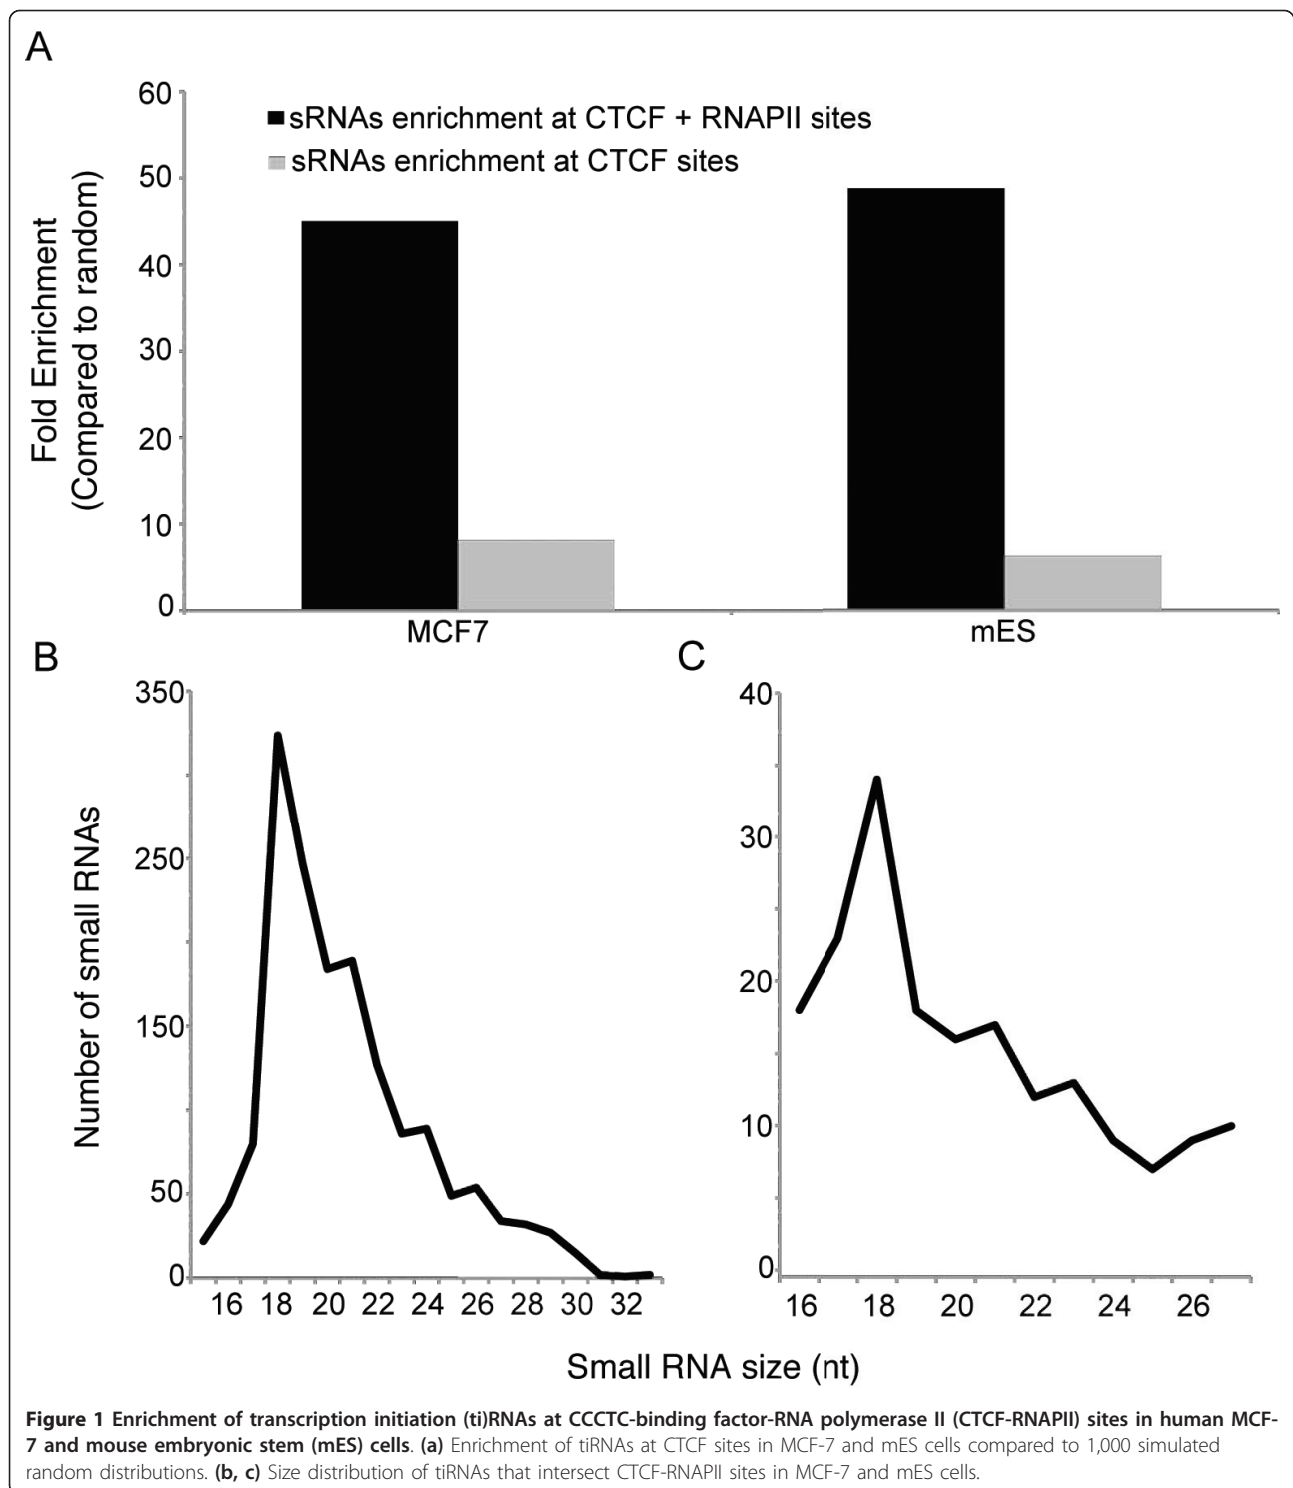 A
60
50
40
30
20
10
0
Fold Enrichment
(Compared to random)
sRNAs enrichment at CTCF + RNAPII sites
sRNAs enrichment at CTCF sites
MCF7
mES
B
350
250
150
50
0
Number of small RNAs
16 18 20 22 24 26 28 30 32
C
40
30
20
10
0
16 18 20 22 24 26
Small RNA size (nt)
Figure 1 Enrichment of transcription initiation (ti)RNAs at CCCTC-binding factor-RNA polymerase II (CTCF-RNAPII) sites in human MCF-
7 and mouse embryonic stem (mES) cells. (a) Enrichment of tiRNAs at CTCF sites in MCF-7 and mES cells compared to 1,000 simulated
random distributions. (b, c) Size distribution of tiRNAs that intersect CTCF-RNAPII sites in MCF-7 and mES cells.